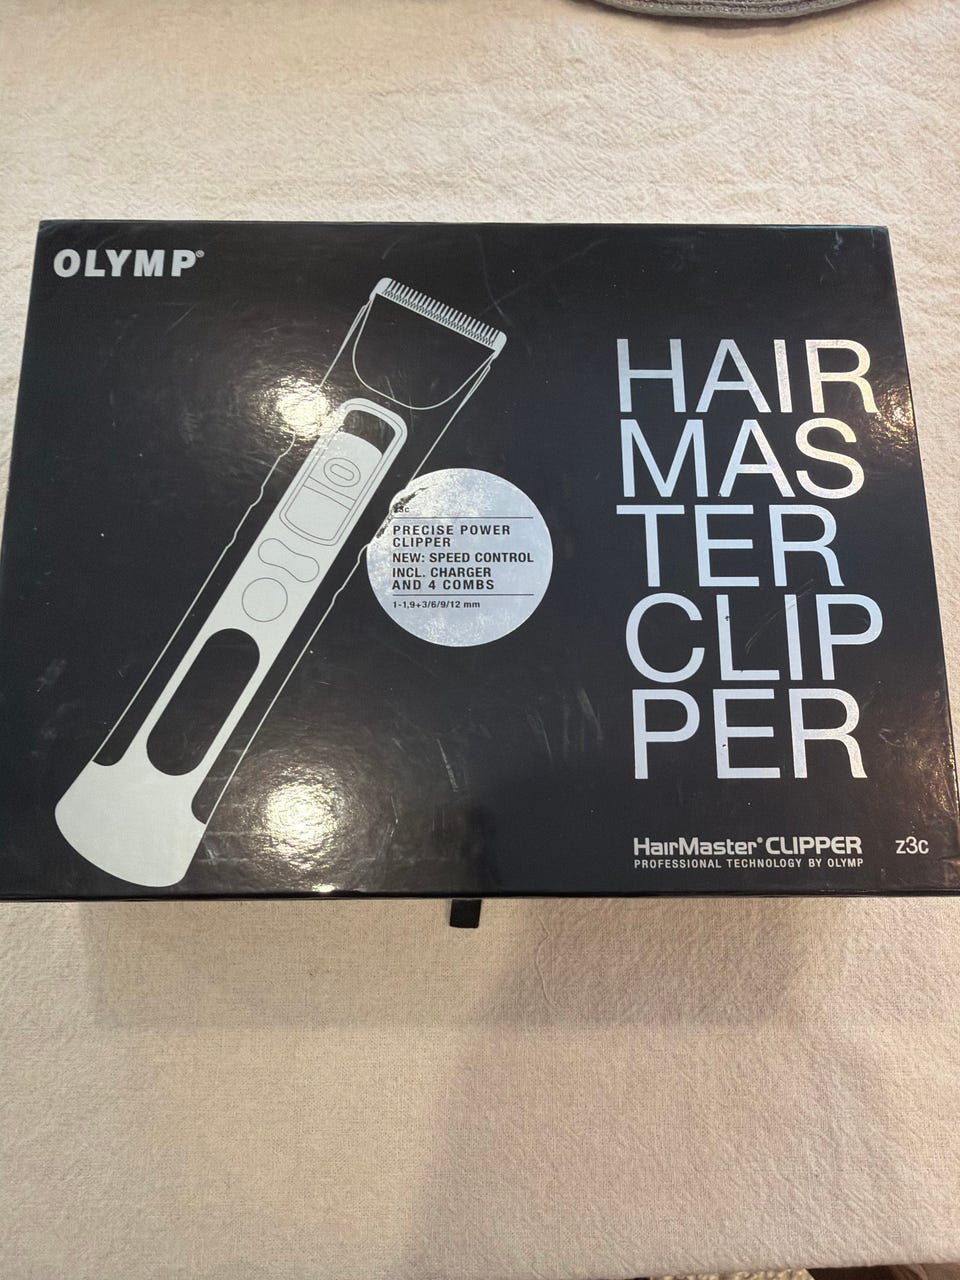 OLYMP®
HAIR
MAS
TER
CLIP
PER
z3c
PRECISE POWER
CLIPPER
NEW: SPEED CONTROL
INCL. CHARGER
AND 4 COMBS
1-1,9+3/6/9/12 mm
HairMaster® CLIPPER z3c
PROFESSIONAL TECHNOLOGY BY OLYMP